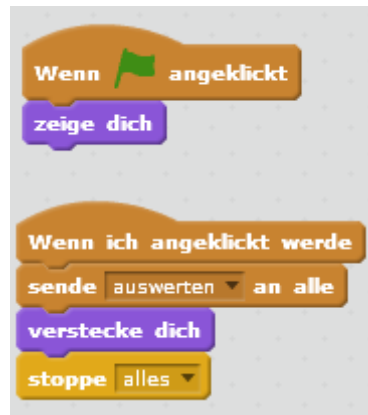 Wenn angeklickt
zeige dich
Wenn ich angeklickt werde
sende auswerten an alle
verstecke dich
stoppe alles